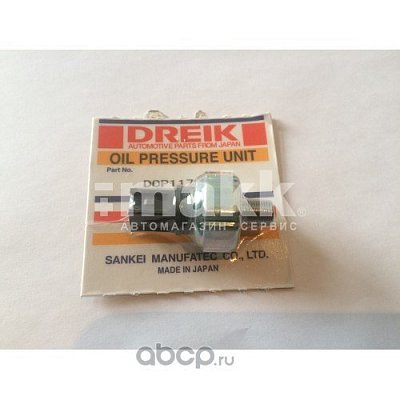 DREIK
AUTOMOTIVE PARTS FROM JAPAN
OIL PRESSURE UNIT
Part No.
АВТОМАГАЗИН СЕРВИС
SANKEI MANUFATEC CO., LTD.
MADE IN JAPAN
abcp.ru